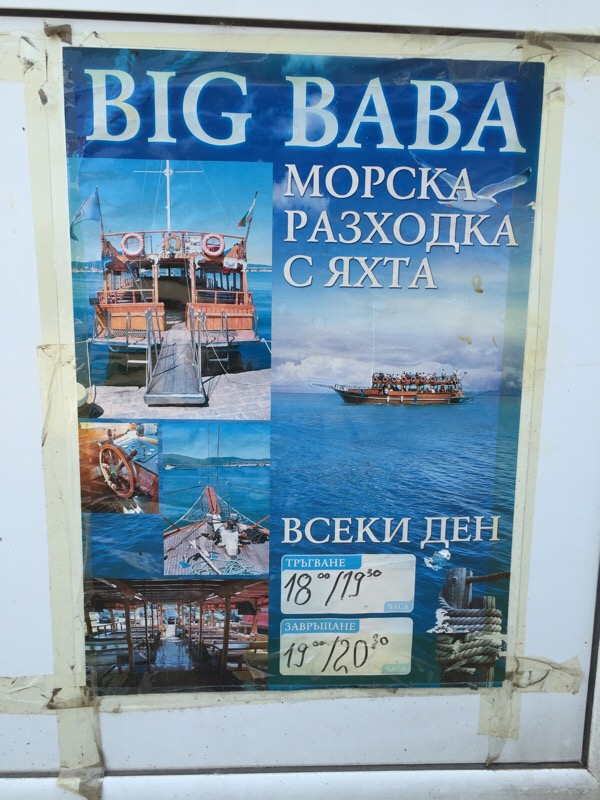 BIG BABA
МОРСКА
РАЗХОДКА
С ЯХТА
ВСЕКИ ДЕН
ТРЪГВАНЕ
18⁰⁰/19³⁰
ЧАСА
ЗАВРЪЩАНЕ
19⁰⁰/20³⁰
ЧАСА